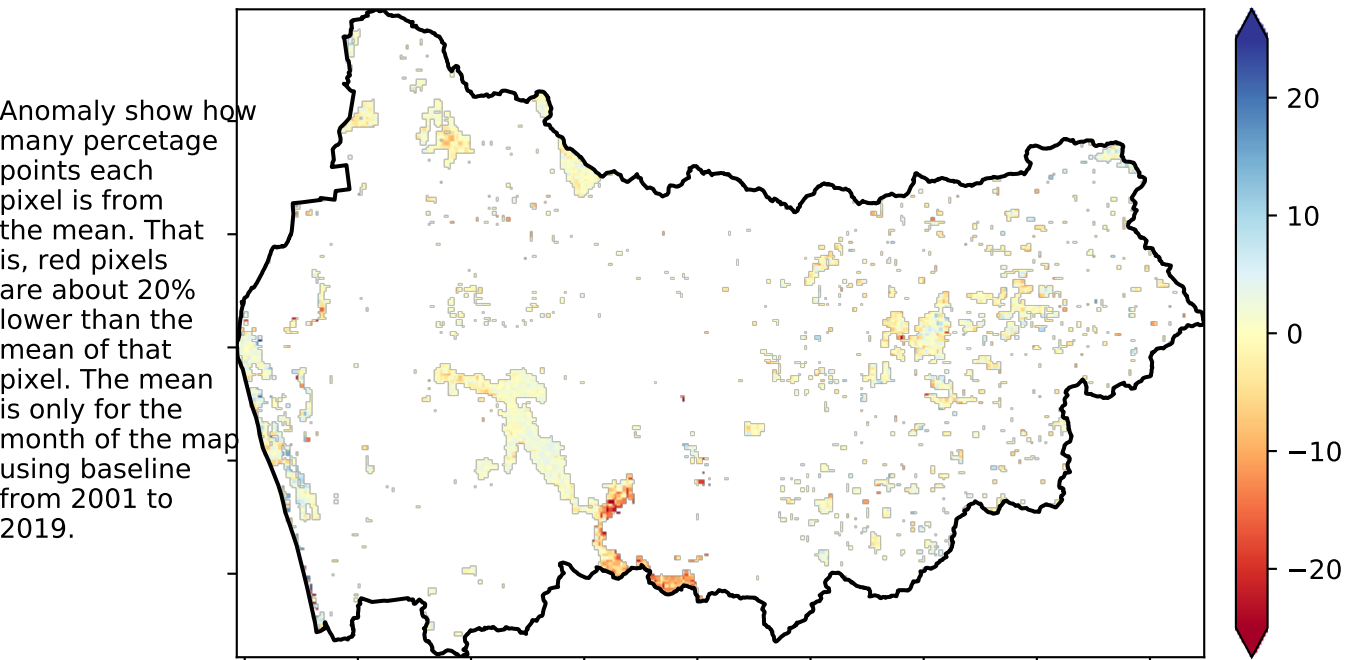 Anomaly show how
many percetage
points each
pixel is from
the mean. That
is, red pixels
are about 20%
lower than the
mean of that
pixel. The mean
is only for the
month of the map
using baseline
from 2001 to
2019.
20
10
0
−10
−20